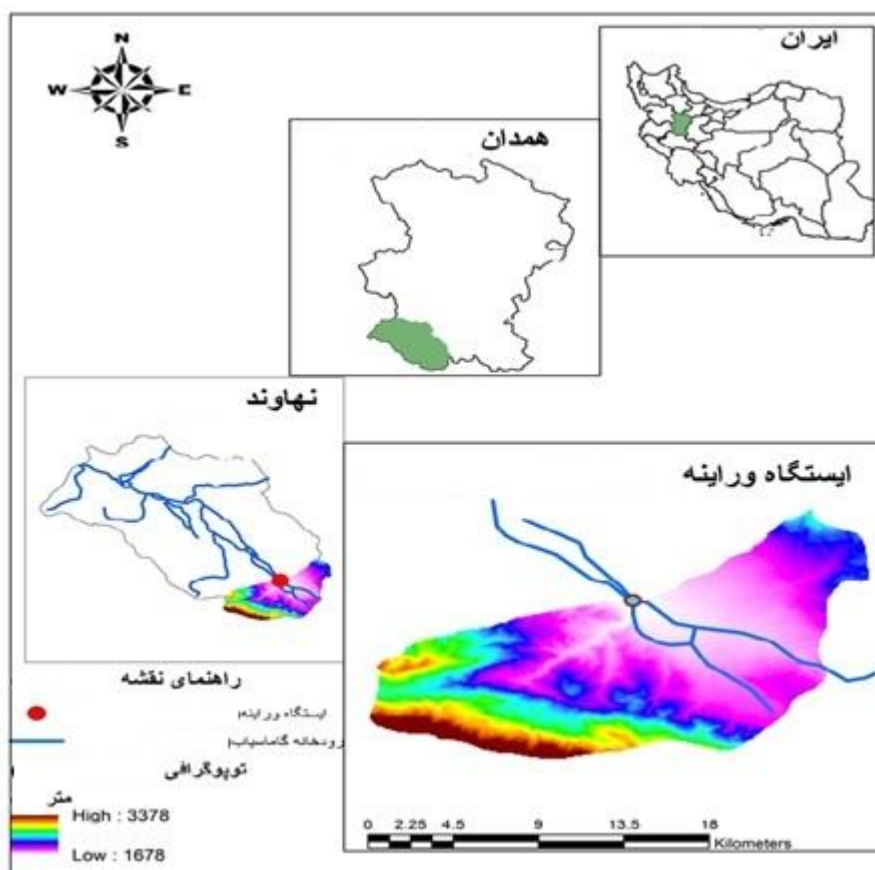 N
W E
S
ایران
همدان
نهاوند
ایستگاه وراینه
راهنمای نقشه
ایستگاه وراینه
رودخانه گاماسیاب
توپوگرافی
متر
High : 3378
Low : 1678
0 2.25 4.5 9 13.5 18
Kilometers